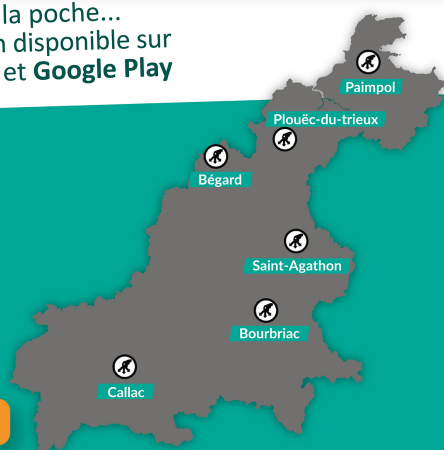 la poche...
n disponible sur
et Google Play
Paimpol
Plouëc-du-trieux
Bégard
Saint-Agathon
Bourbriac
Callac